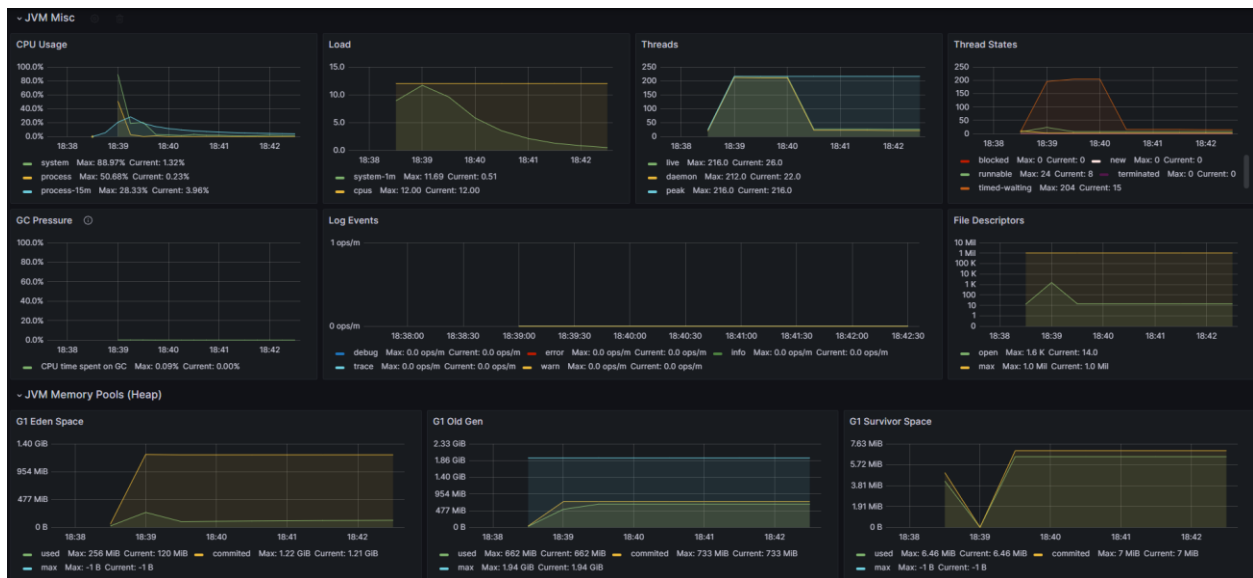 JVM Misc
CPU Usage
100.0%
80.0%
60.0%
40.0%
20.0%
0.0%
18:38 18:39 18:40 18:41 18:42
system Max: 88.97% Current: 1.32%
process Max: 50.68% Current: 0.23%
process-15m Max: 28.33% Current: 3.96%
Load
15.0
10.0
5.0
0.0
18:38 18:39 18:40 18:41 18:42
system-1m Max: 11.69 Current: 0.51
cpus Max: 12.00 Current: 12.00
Threads
250
200
150
100
50
0
18:38 18:39 18:40 18:41 18:42
live Max: 216.0 Current: 26.0
daemon Max: 212.0 Current: 22.0
peak Max: 216.0 Current: 216.0
Thread States
250
200
150
100
50
0
18:38 18:39 18:40 18:41 18:42
blocked Max: 0 Current: 0 new Max: 0 Current: 0
runnable Max: 24 Current: 8 terminated Max: 0 Current: 0
timed-waiting Max: 204 Current: 15
GC Pressure
100.0%
80.0%
60.0%
40.0%
20.0%
0.0%
18:38 18:39 18:40 18:41 18:42
CPU time spent on GC Max: 0.09% Current: 0.00%
Log Events
1 ops/m
0 ops/m
18:38:00 18:38:30 18:39:00 18:39:30 18:40:00 18:40:30 18:41:00 18:41:30 18:42:00 18:42:30
debug Max: 0.0 ops/m Current: 0.0 ops/m error Max: 0.0 ops/m Current: 0.0 ops/m info Max: 0.0 ops/m Current: 0.0 ops/m
trace Max: 0.0 ops/m Current: 0.0 ops/m warn Max: 0.0 ops/m Current: 0.0 ops/m
File Descriptors
10 Mil
1 Mil
100 K
10 K
1 K
100
10
1
0
18:38 18:39 18:40 18:41 18:42
open Max: 1.6 K Current: 14.0
max Max: 1.0 Mil Current: 1.0 Mil
JVM Memory Pools (Heap)
G1 Eden Space
1.40 GiB
954 MiB
477 MiB
0 B
18:38 18:39 18:40 18:41 18:42
used Max: 256 MiB Current: 120 MiB commited Max: 1.22 GiB Current: 1.21 GiB
max Max: -1 B Current: -1 B
G1 Old Gen
2.33 GiB
1.86 GiB
1.40 GiB
954 MiB
477 MiB
0 B
18:38 18:39 18:40 18:41 18:42
used Max: 662 MiB Current: 662 MiB commited Max: 733 MiB Current: 733 MiB
max Max: 1.94 GiB Current: 1.94 GiB
G1 Survivor Space
7.63 MiB
5.72 MiB
3.81 MiB
1.91 MiB
0 B
18:38 18:39 18:40 18:41 18:42
used Max: 6.46 MiB Current: 6.46 MiB commited Max: 7 MiB Current: 7 MiB
max Max: -1 B Current: -1 B